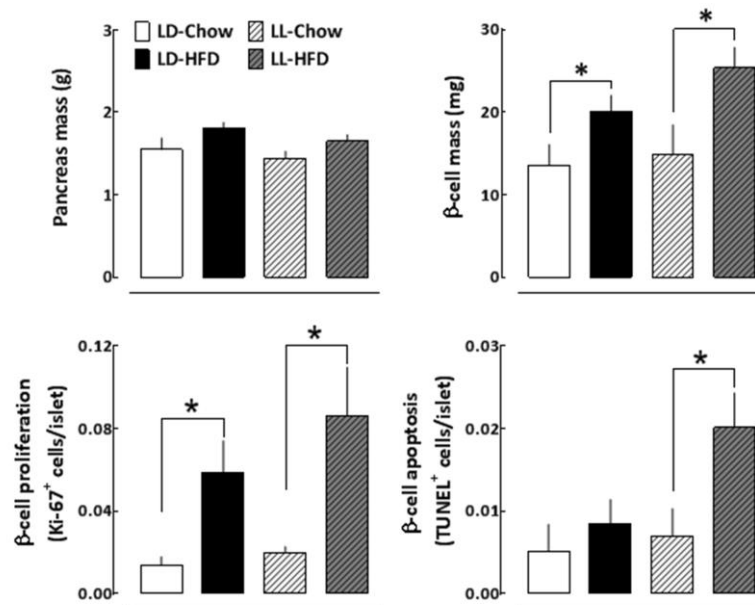 LD-Chow LL-Chow
LD-HFD LL-HFD
Pancreas mass (g)
3
2
1
0
β-cell mass (mg)
30
20
10
0
*
*
β-cell proliferation
(Ki-67⁺ cells/islet)
0.12
0.08
0.04
0.00
*
*
β-cell apoptosis
(TUNEL⁺ cells/islet)
0.03
0.02
0.01
0.00
*